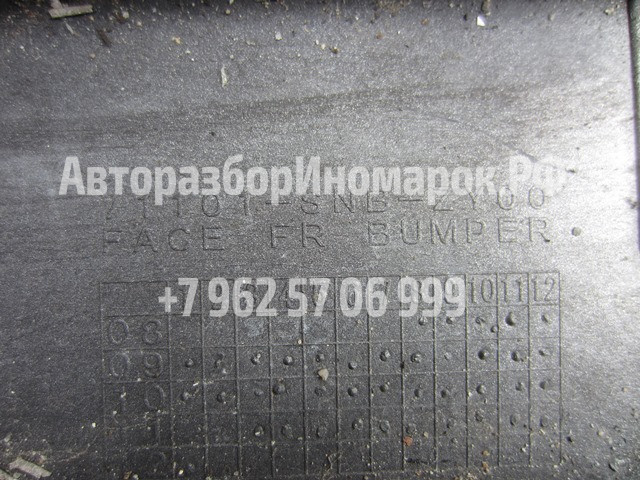 АвторазборИномарок.РФ
71101-SNB-ZY00
FACE FR BUMPER
+7 962 57 06 999
10 11 12
08
09